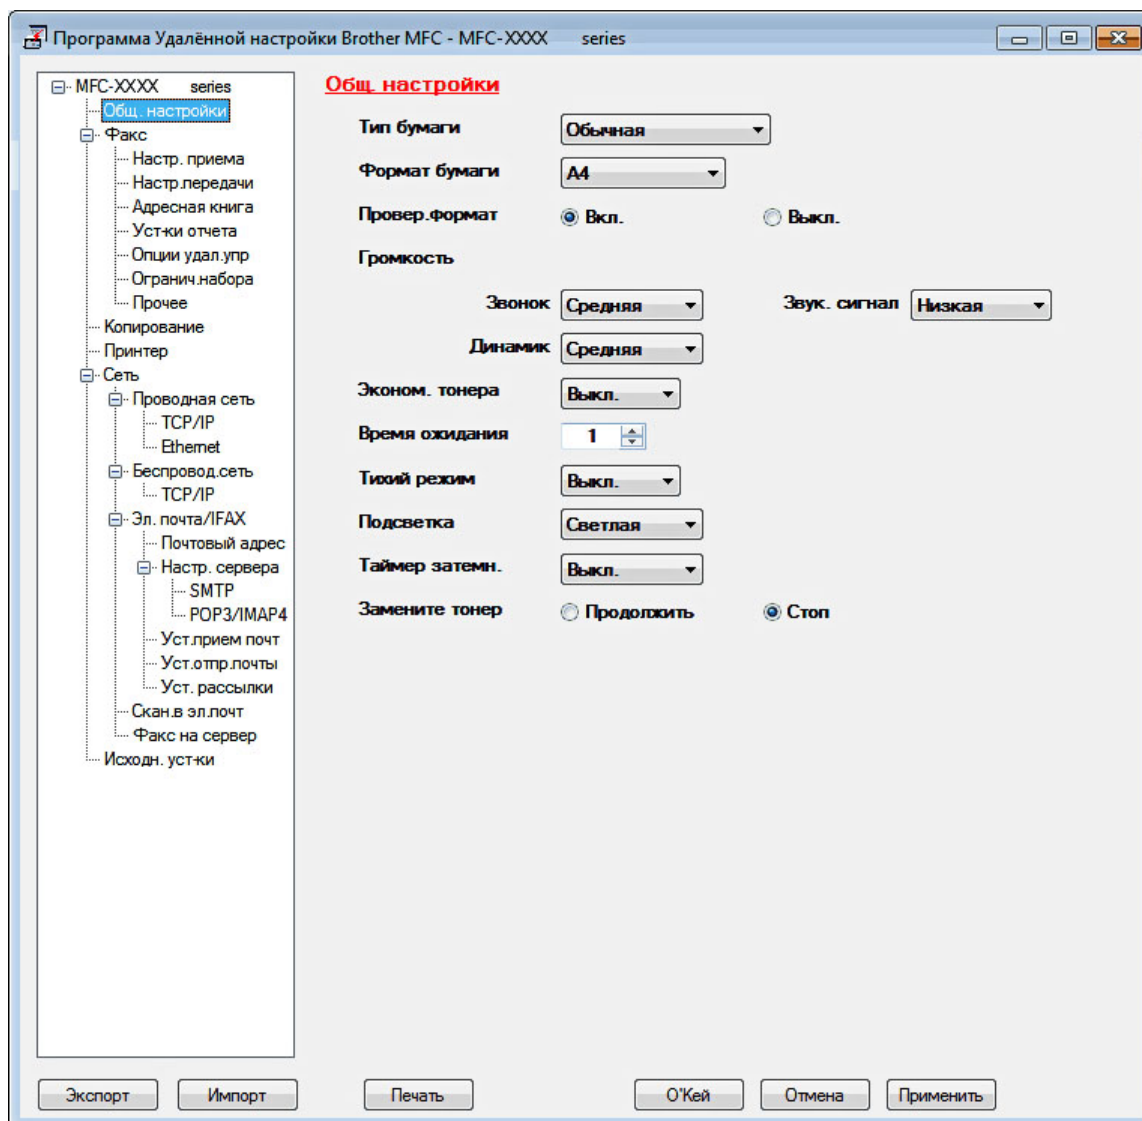 Программа Удалённой настройки Brother MFC - MFC-XXXX series
MFC-XXXX series
Общ. настройки
Факс
Настр. приема
Настр.передачи
Адресная книга
Уст-ки отчета
Опции удал.упр
Огранич.набора
Прочее
Копирование
Принтер
Сеть
Проводная сеть
TCP/IP
Ethernet
Беспровод.сеть
TCP/IP
Эл. почта/IFAX
Почтовый адрес
Настр. сервера
SMTP
POP3/IMAP4
Уст.прием почт
Уст.отпр.почты
Уст. рассылки
Скан.в эл.почт
Факс на сервер
Исходн. уст-ки
Общ. настройки
Тип бумаги Обычная
Формат бумаги A4
Провер.формат Вкл. Выкл.
Громкость
Звонок Средняя Звук. сигнал Низкая
Динамик Средняя
Эконом. тонера Выкл.
Время ожидания 1
Тихий режим Выкл.
Подсветка Светлая
Таймер затемн. Выкл.
Замените тонер Продолжить Стоп
Экспорт Импорт Печать О'Кей Отмена Применить